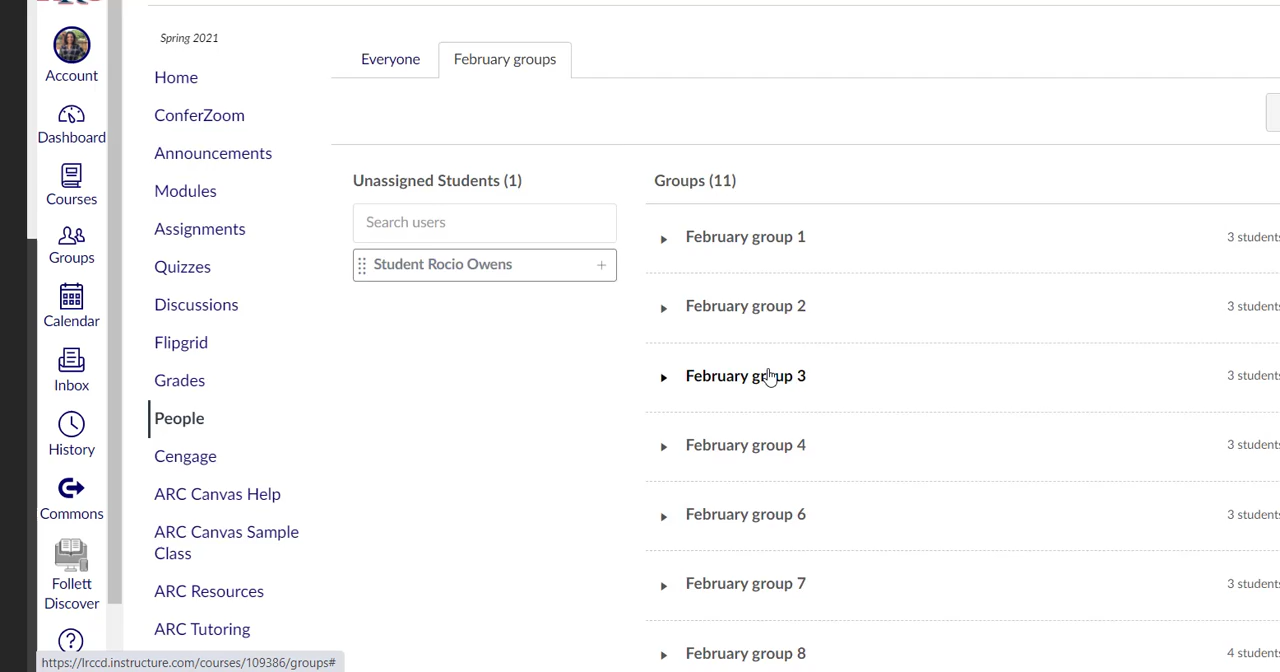 Spring 2021
Account
Dashboard
Courses
Groups
Calendar
Inbox
History
Commons
Follett
Discover
Home
ConferZoom
Announcements
Modules
Assignments
Quizzes
Discussions
Flipgrid
Grades
People
Cengage
ARC Canvas Help
ARC Canvas Sample
Class
ARC Resources
ARC Tutoring
Everyone
February groups
Unassigned Students (1)
Search users
Student Rocio Owens
+
Groups (11)
February group 1
3 students
February group 2
3 students
February group 3
3 students
February group 4
3 students
February group 6
3 students
February group 7
3 students
February group 8
4 students
https://lrccd.instructure.com/courses/109386/groups#